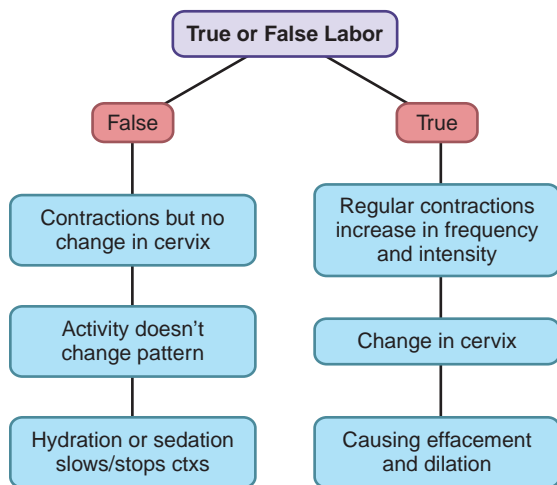 True or False Labor
False
True
Contractions but no
change in cervix
Regular contractions
increase in frequency
and intensity
Activity doesn’t
change pattern
Change in cervix
Hydration or sedation
slows/stops ctxs
Causing effacement
and dilation